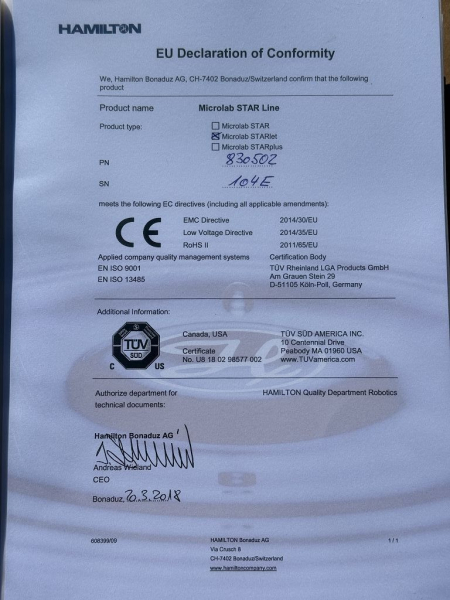 HAMILTON
EU Declaration of Conformity
We, Hamilton Bonaduz AG, CH-7402 Bonaduz/Switzerland confirm that the following
product
Product name Microlab STAR Line
Product type: Microlab STAR
Microlab STARlet
Microlab STARplus
PN 830502
SN 104E
meets the following EC directives (including all applicable amendments):
CE
EMC Directive 2014/30/EU
Low Voltage Directive 2014/35/EU
RoHS II 2011/65/EU
Applied company quality management systems Certification Body
EN ISO 9001 TÜV Rheinland LGA Products GmbH
EN ISO 13485 Am Grauen Stein 29
D-51105 Köln-Poll, Germany
Additional Information:
TÜV
SÜD
C US
Canada, USA TÜV SÜD AMERICA INC.
10 Centennial Drive
Certificate Peabody MA 01960 USA
No. U8 18 02 98577 002 www.TUVamerica.com
Authorize department for HAMILTON Quality Department Robotics
technical documents:
Hamilton Bonaduz AG
Andreas Wieland
CEO
Bonaduz, 20.3.2018
608399/09 HAMILTON Bonaduz AG 1 / 1
Via Crusch 8
CH-7402 Bonaduz/Switzerland
www.hamiltoncompany.com